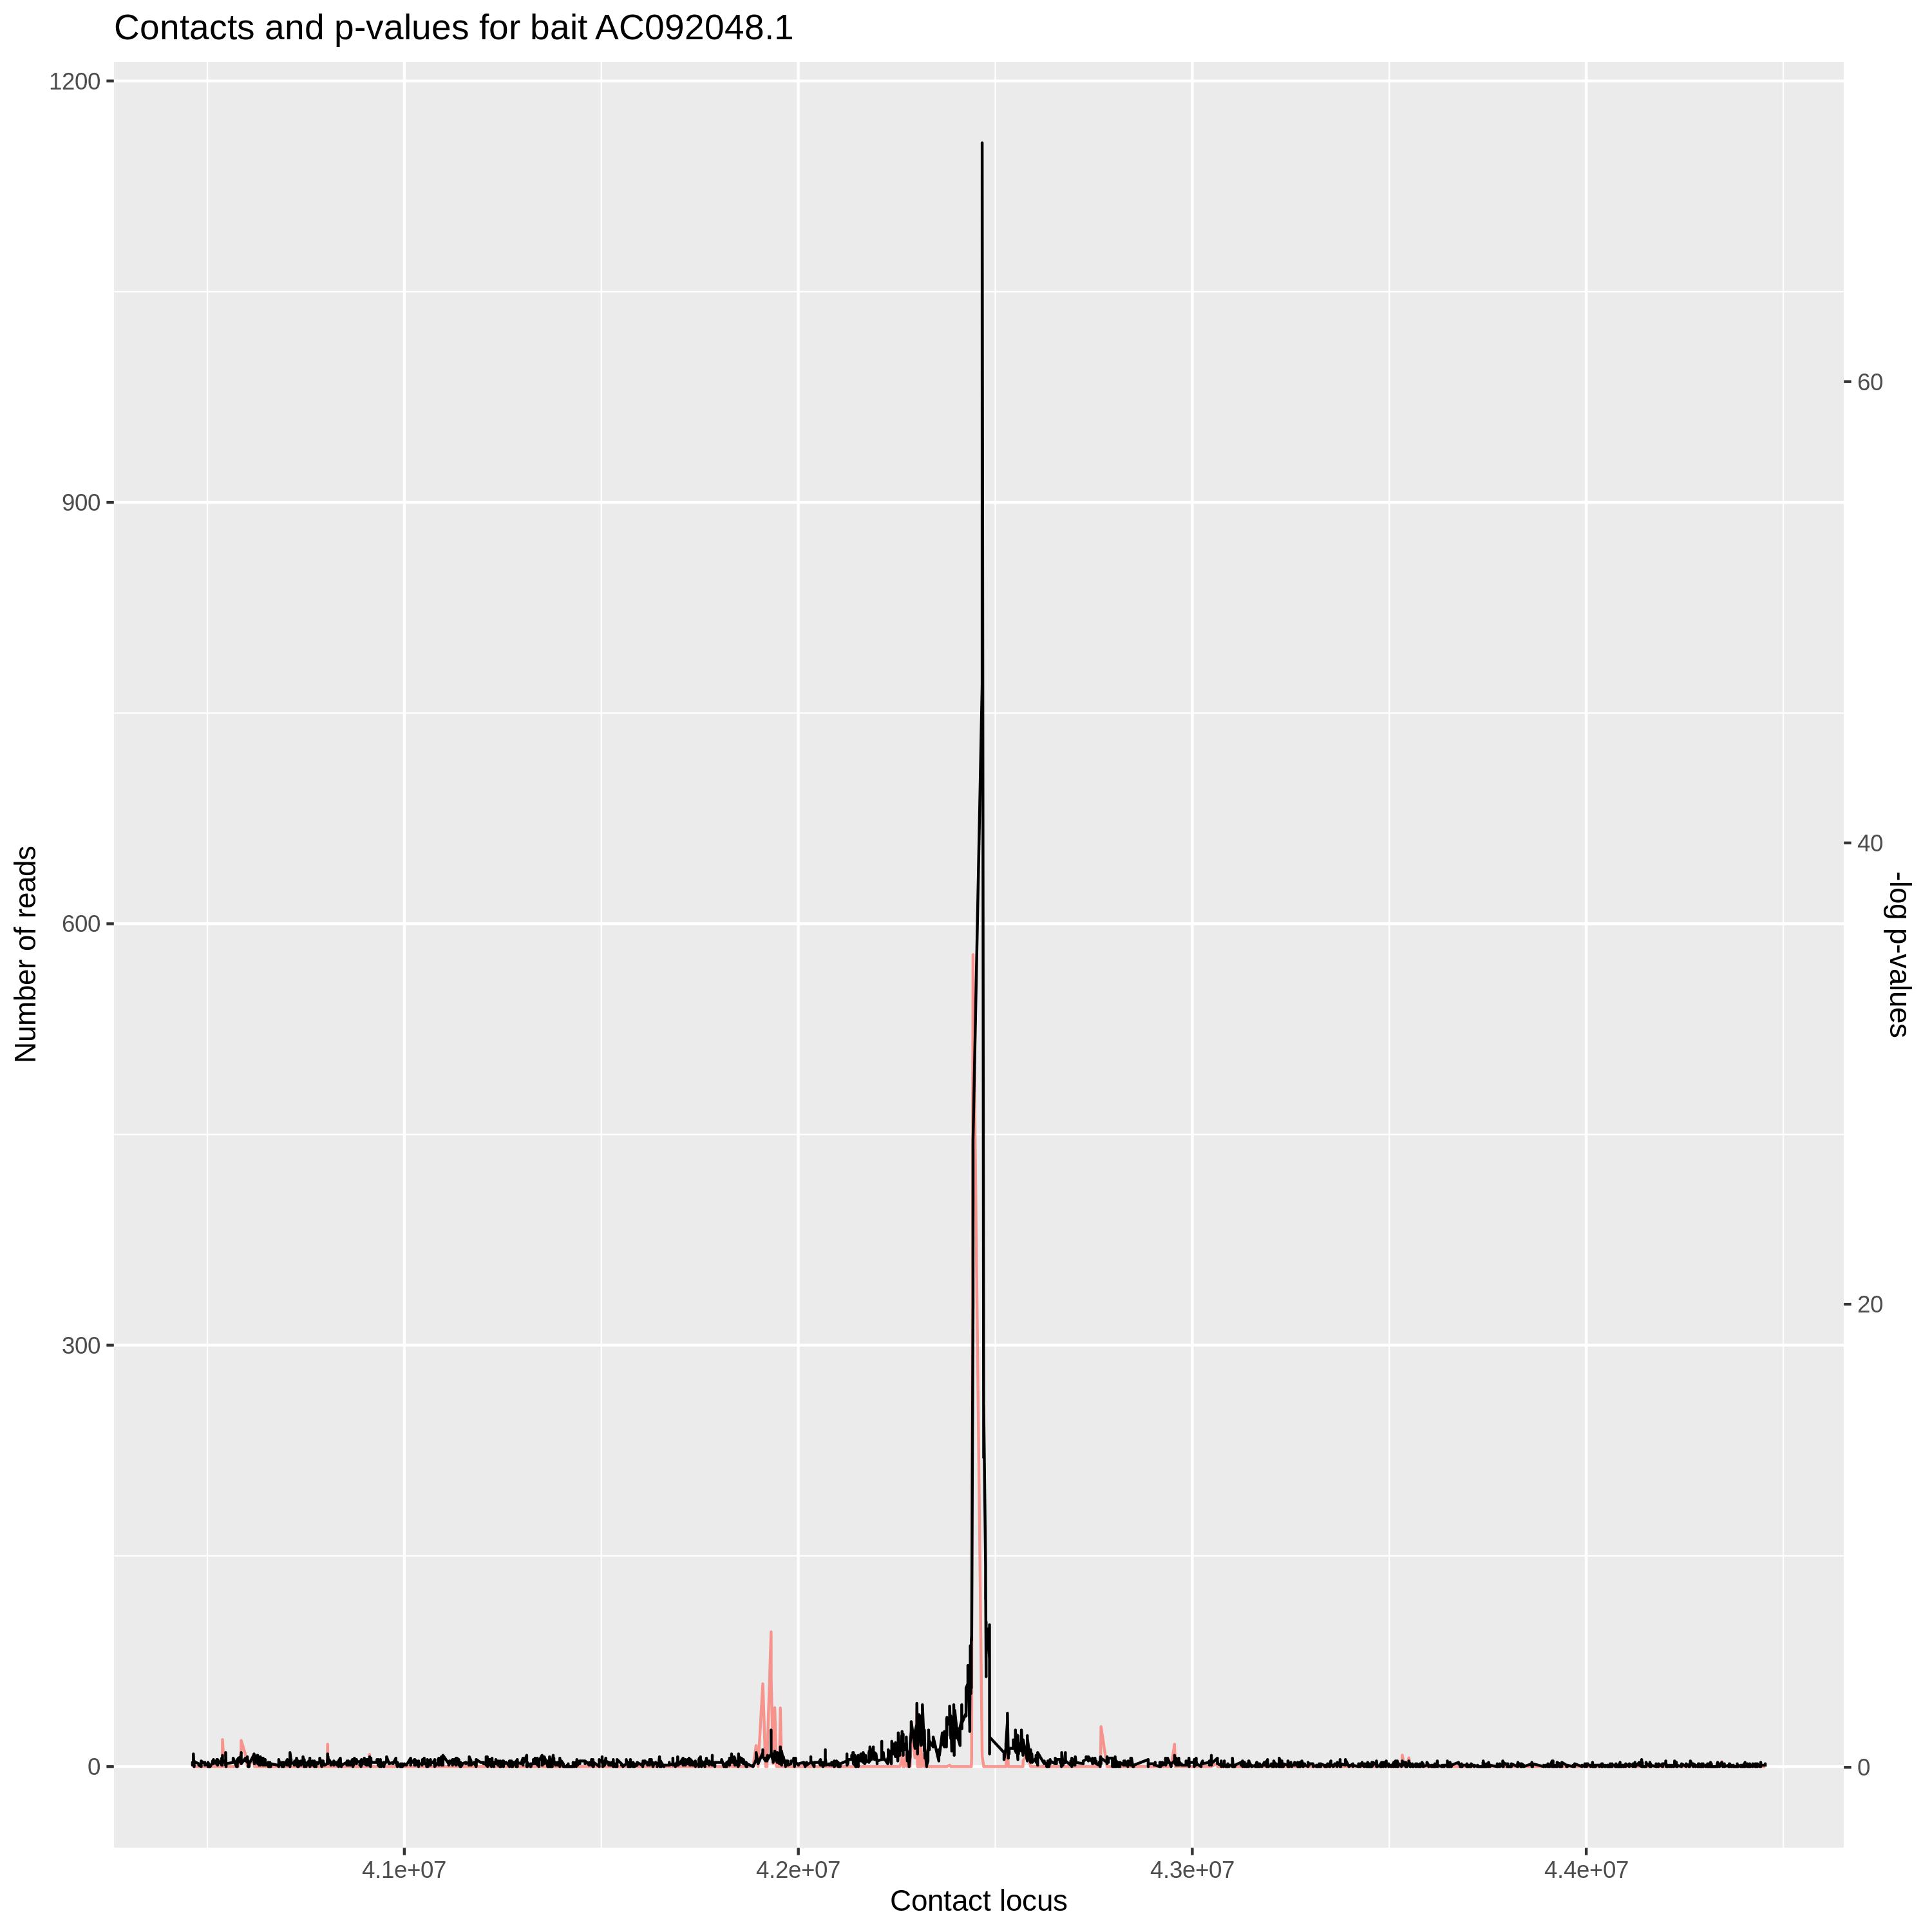 Contacts and p-values for bait AC092048.1
1200
900
600
300
0
Number of reads
60
40
20
0
-log p-values
4.1e+07
4.2e+07
4.3e+07
4.4e+07
Contact locus